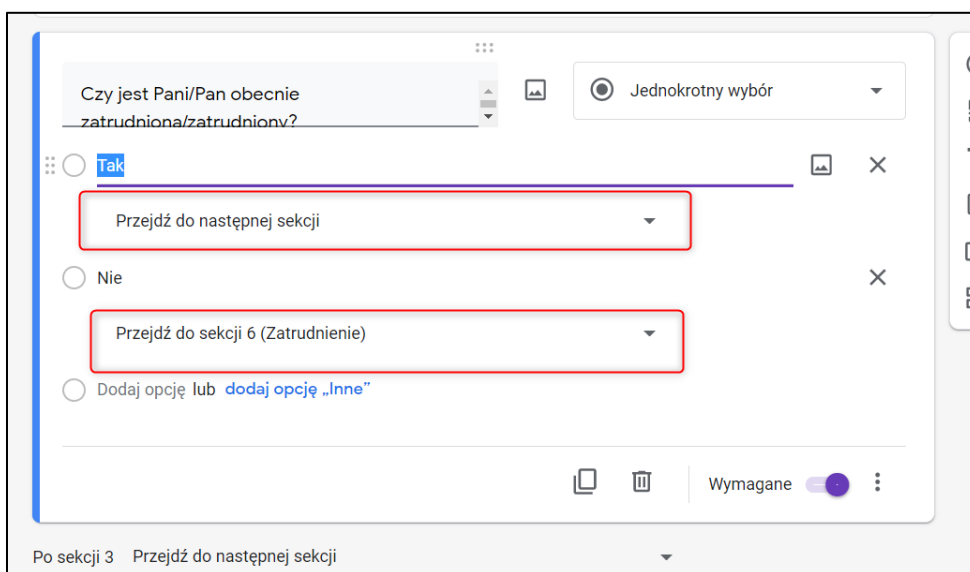 Czy jest Pani/Pan obecnie
zatrudniona/zatrudniony?
Jednokrotny wybór
Tak
Przejdź do następnej sekcji
Nie
Przejdź do sekcji 6 (Zatrudnienie)
Dodaj opcję lub dodaj opcję „Inne”
Wymagane
Po sekcji 3 Przejdź do następnej sekcji